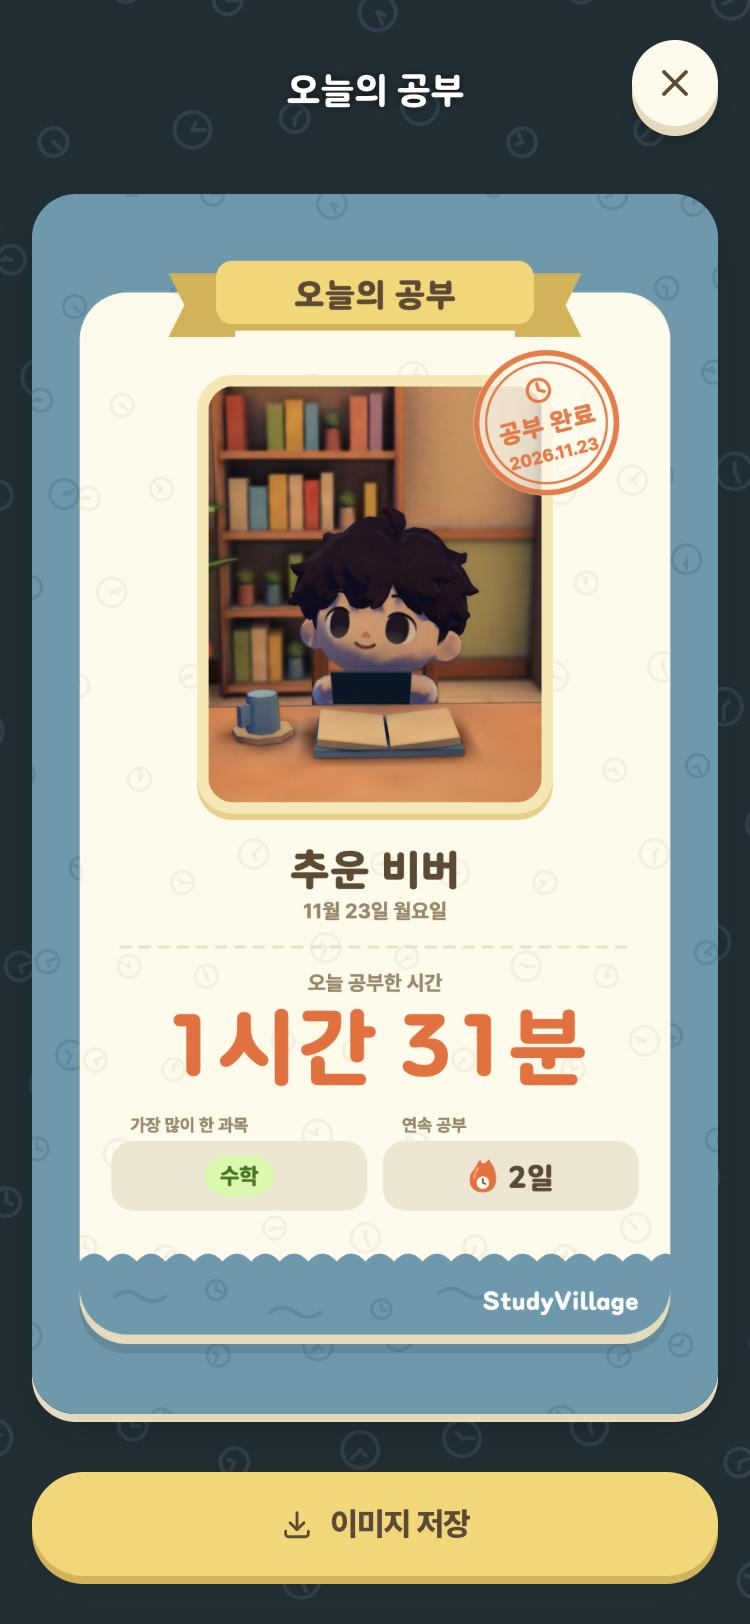 오늘의 공부
오늘의 공부
공부 완료
2026.11.23
추운 비버
11월 23일 월요일
오늘 공부한 시간
1시간 31분
가장 많이 한 과목
연속 공부
수학
2일
StudyVillage
이미지 저장